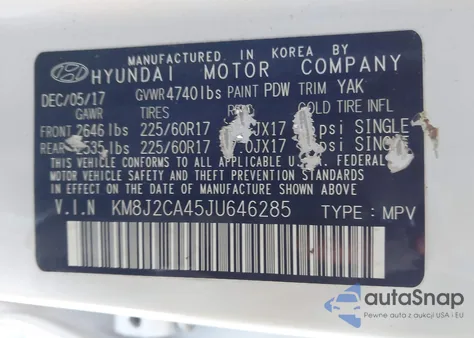 MANUFACTURED IN KOREA BY
HYUNDAI MOTOR COMPANY
DEC/05/17 GVWR 4740 lbs PAINT PDW TRIM YAK
GAWR TIRES COLD TIRE INFL
FRONT 2646 lbs 225/60R17 JX17 psi SINGLE
REAR 535 lbs 225/60R17 0JX17 psi SINGLE
THIS VEHICLE CONFORMS TO ALL APPLICABLE FEDERAL
MOTOR VEHICLE SAFETY AND THEFT PREVENTION STANDARDS
IN EFFECT ON THE DATE OF MANUFACTURE SHOWN ABOVE
V.I.N KM8J2CA45JU646285 TYPE : MPV
autoSnap
Pewne auta z aukcji USA i EU